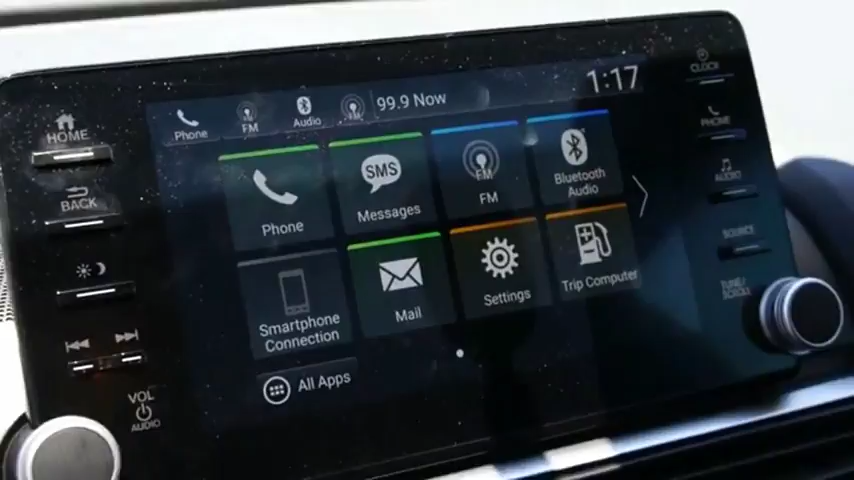 HOME
BACK
VOL
AUDIO
Phone
FM
Audio
99.9 Now
1:17
Phone
SMS
Messages
FM
FM
Bluetooth
Audio
Smartphone
Connection
Mail
Settings
Trip Computer
All Apps
CLOCK
PHONE
AUDIO
SOURCE
TUNE/
SCROLL